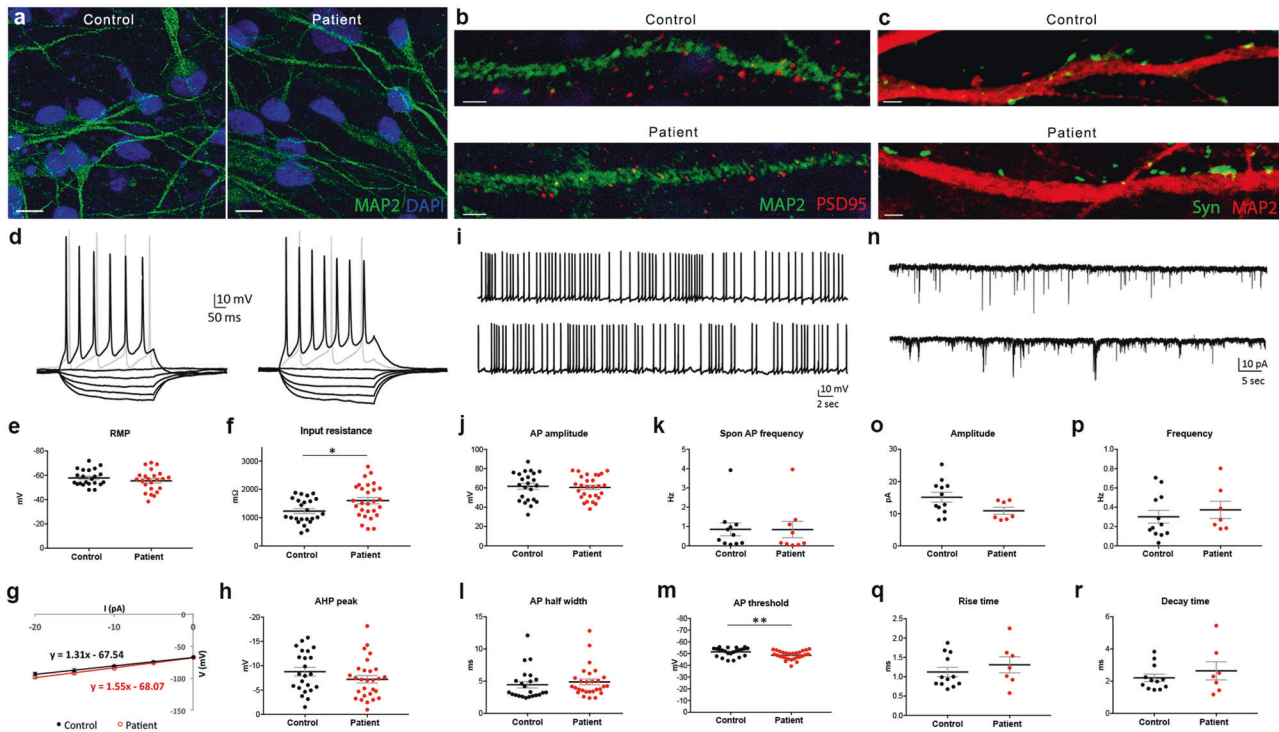 a
Control
Patient
MAP2 DAPI
b
Control
Patient
MAP2 PSD95
c
Control
Patient
Syn MAP2
d
10 mV
50 ms
i
10 mV
2 sec
n
10 pA
5 sec
e
RMP
-80
-60
-40
-20
0
mV
Control
Patient
f
Input resistance
*
3000
2000
1000
0
mΩ
Control
Patient
j
AP amplitude
100
80
60
40
20
0
mV
Control
Patient
k
Spon AP frequency
5
4
3
2
1
0
Hz
Control
Patient
o
Amplitude
30
20
10
0
pA
Control
Patient
p
Frequency
1.0
0.8
0.6
0.4
0.2
0.0
Hz
Control
Patient
g
I (pA)
-20
-10
0
0
-50
-100
-150
V (mV)
y = 1.31x - 67.54
y = 1.55x - 68.07
Control
Patient
h
AHP peak
-20
-15
-10
-5
0
mV
Control
Patient
l
AP half width
15
10
5
0
ms
Control
Patient
m
AP threshold
**
-80
-70
-60
-50
-40
-30
-20
-10
0
mV
Control
Patient
q
Rise time
2.5
2.0
1.5
1.0
0.5
0.0
ms
Control
Patient
r
Decay time
6
4
2
0
ms
Control
Patient